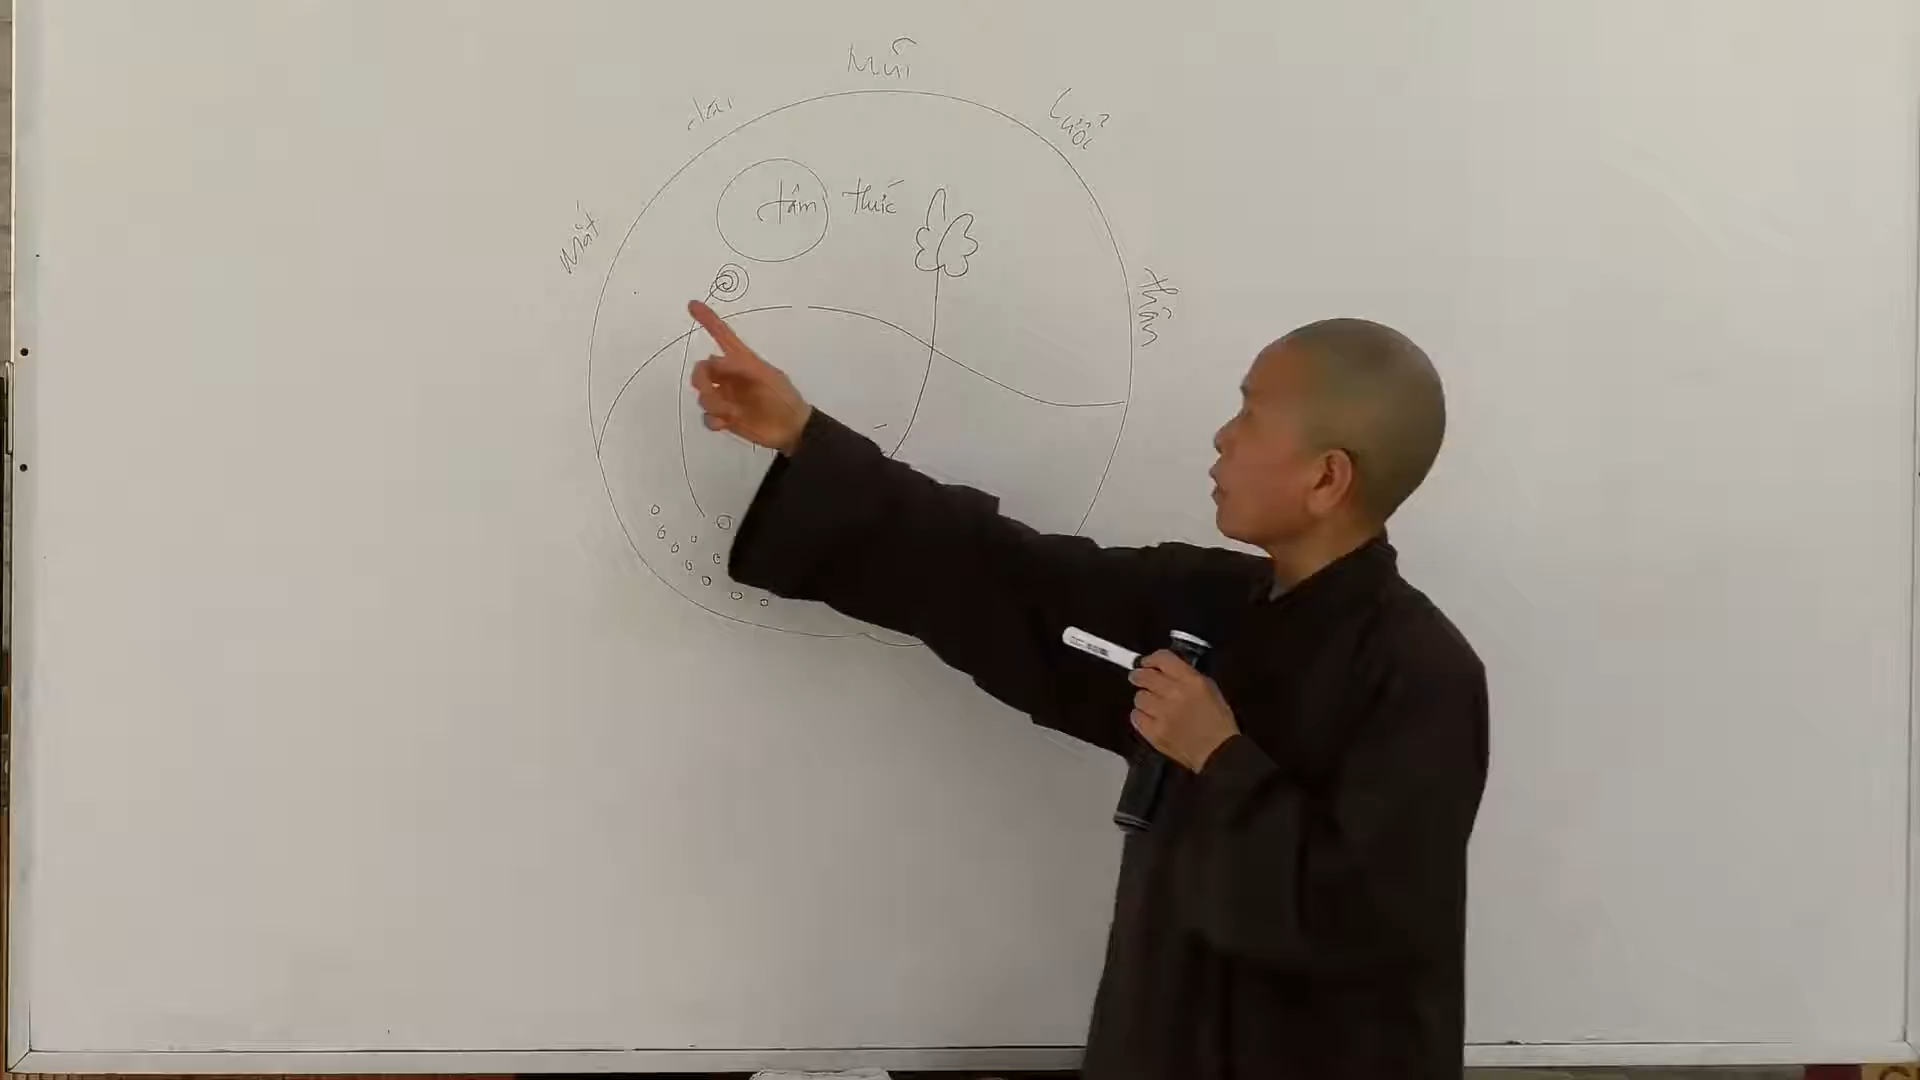 Mũi
Tai
Lưỡi
tâm thức
Mắt
thân